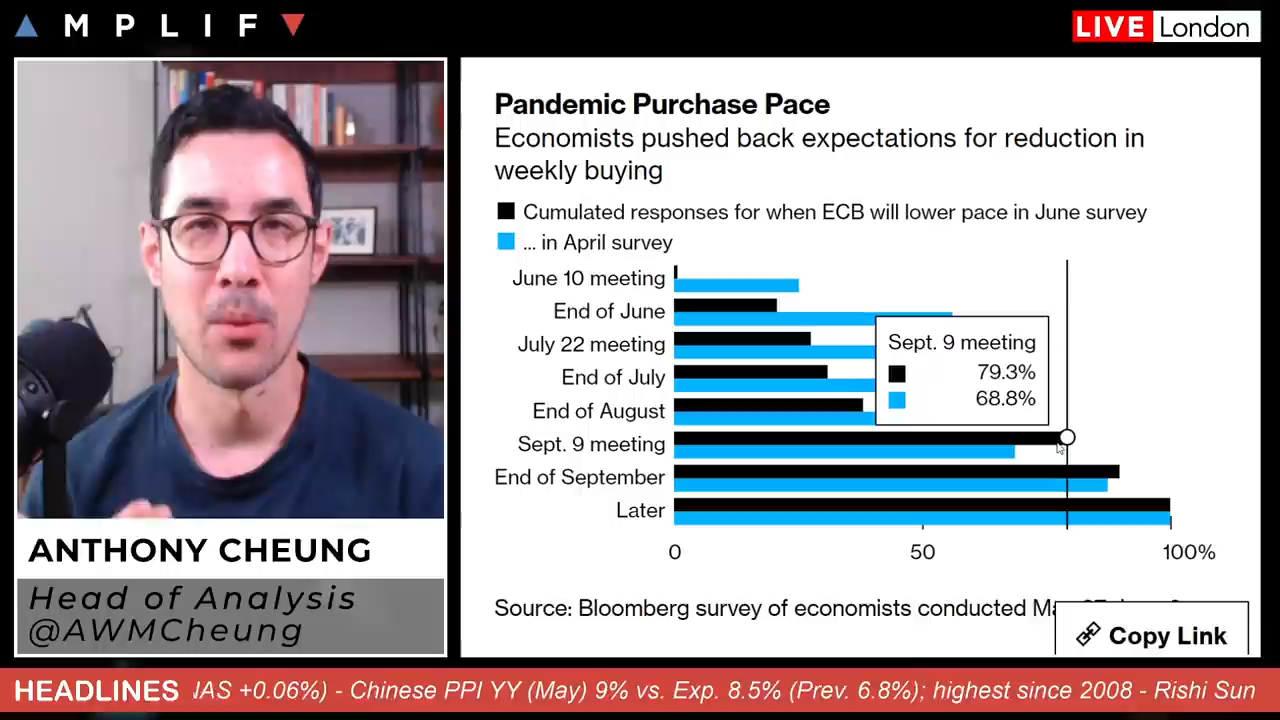 AMPLIFY
LIVE London
Pandemic Purchase Pace
Economists pushed back expectations for reduction in
weekly buying
Cumulated responses for when ECB will lower pace in June survey
... in April survey
June 10 meeting
End of June
July 22 meeting
End of July
End of August
Sept. 9 meeting
End of September
Later
Sept. 9 meeting
79.3%
68.8%
0 50 100%
Source: Bloomberg survey of economists conducted
Copy Link
ANTHONY CHEUNG
Head of Analysis
@AWMCheung
HEADLINES IAS +0.06%) - Chinese PPI YY (May) 9% vs. Exp. 8.5% (Prev. 6.8%); highest since 2008 - Rishi Sun